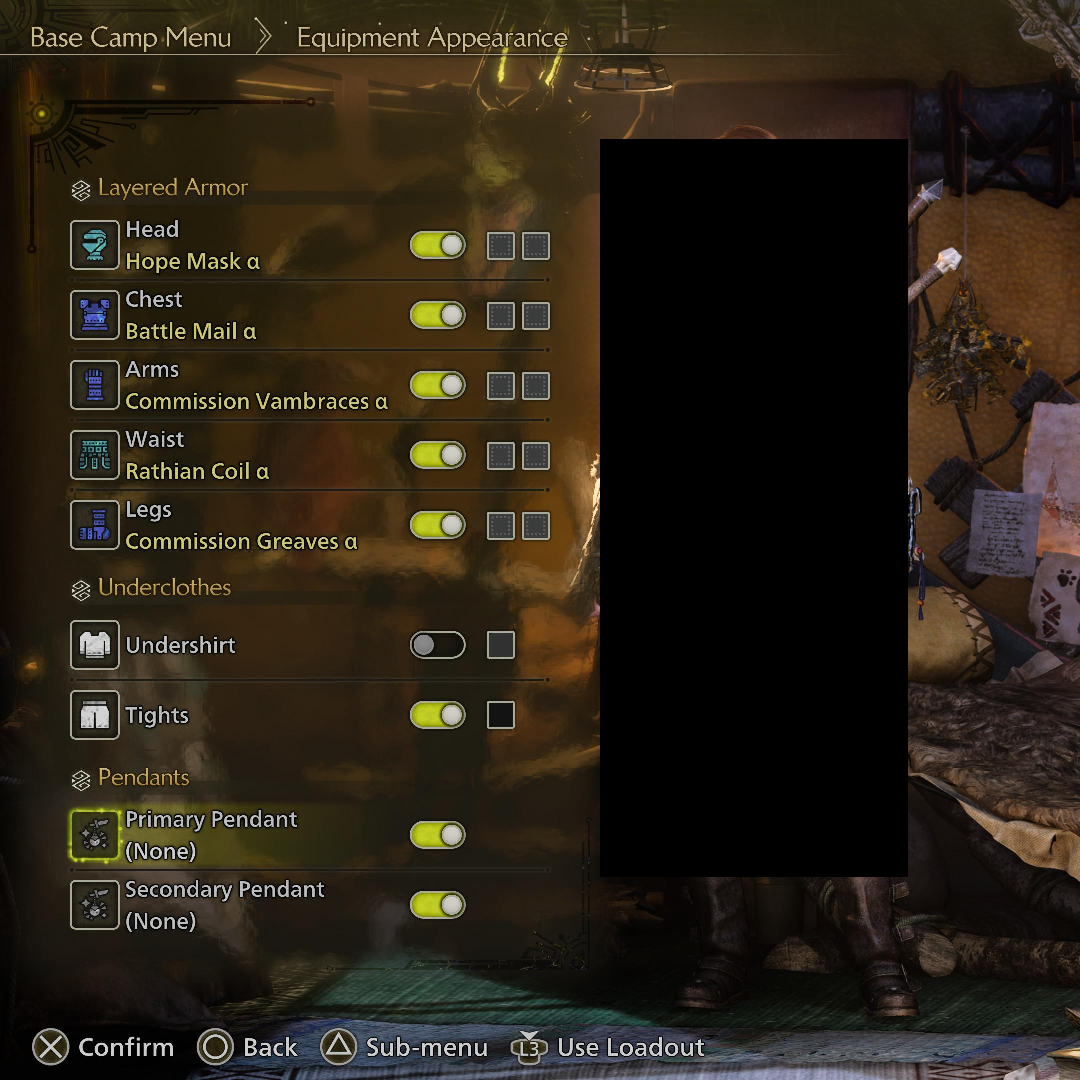 Base Camp Menu > Equipment Appearance
Layered Armor
Head
Hope Mask α
Chest
Battle Mail α
Arms
Commission Vambraces α
Waist
Rathian Coil α
Legs
Commission Greaves α
Underclothes
Undershirt
Tights
Pendants
Primary Pendant
(None)
Secondary Pendant
(None)
Confirm Back Sub-menu L3 Use Loadout